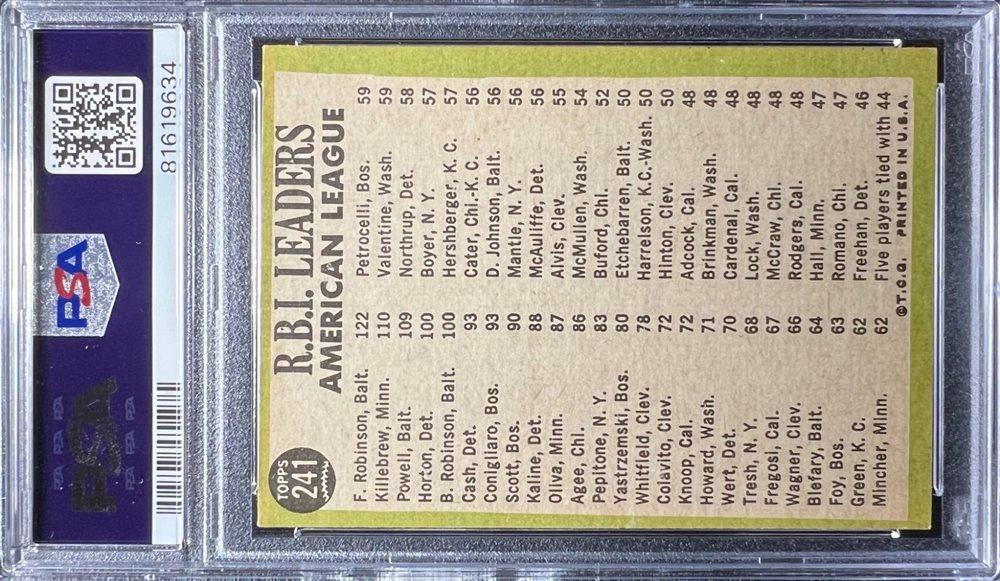 PSA
PSA PSA PSA
PSA
PSA PSA PSA
81619634
TOPPS
241
R.B.I. LEADERS
AMERICAN LEAGUE
F. Robinson, Balt. 122
Killebrew, Minn. 110
Powell, Balt. 109
Horton, Det. 100
B. Robinson, Balt. 100
Cash, Det. 93
Conigliaro, Bos. 93
Scott, Bos. 90
Kaline, Det. 88
Oliva, Minn. 87
Agee, Chi. 86
Pepitone, N. Y. 83
Yastrzemski, Bos. 80
Whitfield, Clev. 78
Colavito, Clev. 72
Knoop, Cal. 72
Howard, Wash. 71
Wert, Det. 70
Tresh, N. Y. 68
Fregosi, Cal. 67
Wagner, Clev. 66
Blefary, Balt. 64
Foy, Bos. 63
Green, K. C. 62
Mincher, Minn. 62
Petrocelli, Bos. 59
Valentine, Wash. 59
Northrup, Det. 58
Boyer, N. Y. 57
Hershberger, K. C. 57
Cater, Chi.-K. C. 56
D. Johnson, Balt. 56
Mantle, N. Y. 56
McAuliffe, Det. 56
Alvis, Clev. 55
McMullen, Wash. 54
Buford, Chi. 52
Etchebarren, Balt. 50
Harrelson, K.C.-Wash. 50
Hinton, Clev. 50
Adcock, Cal. 48
Brinkman, Wash. 48
Cardenal, Cal. 48
Lock, Wash. 48
McCraw, Chi. 48
Rodgers, Cal. 48
Hall, Minn. 47
Romano, Chi. 47
Freehan, Det. 46
Five players tied with 44
©T.C.G. PRINTED IN U.S.A.